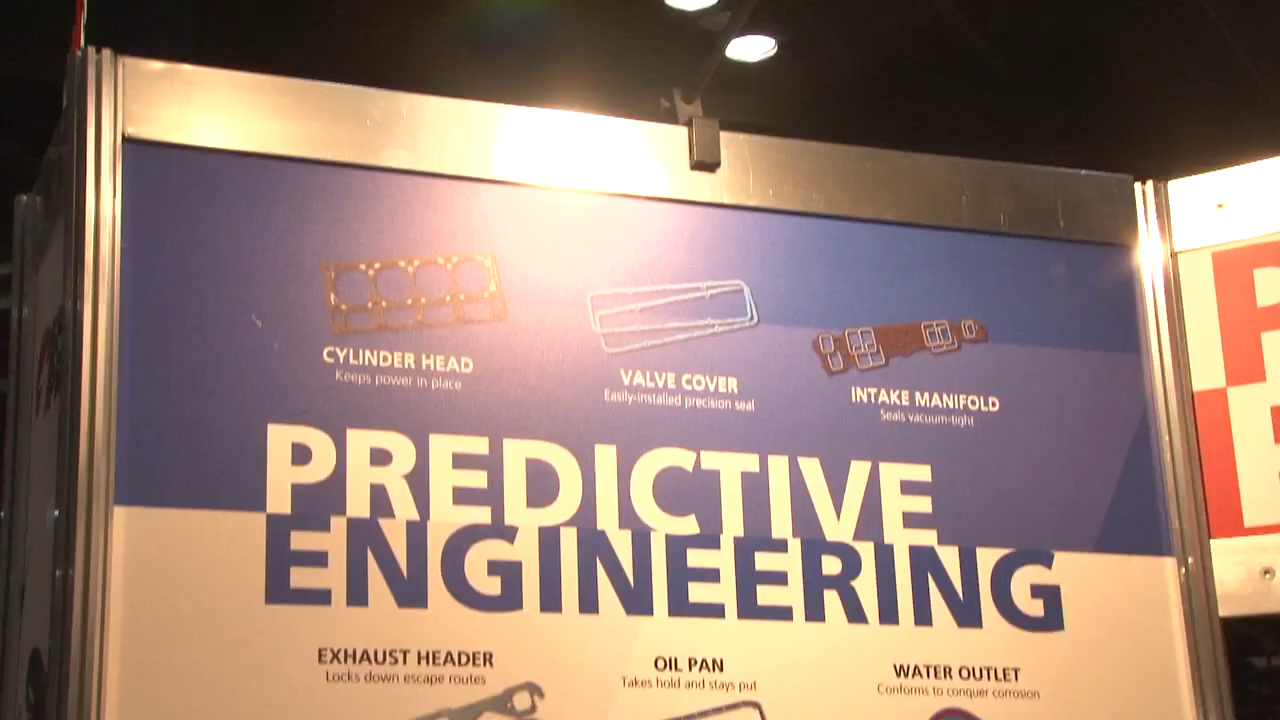 CYLINDER HEAD
Keeps power in place
VALVE COVER
Easily-installed precision seal
INTAKE MANIFOLD
Seals vacuum-tight
PREDICTIVE
ENGINEERING
EXHAUST HEADER
Locks down escape routes
OIL PAN
Takes hold and stays put
WATER OUTLET
Conforms to conquer corrosion